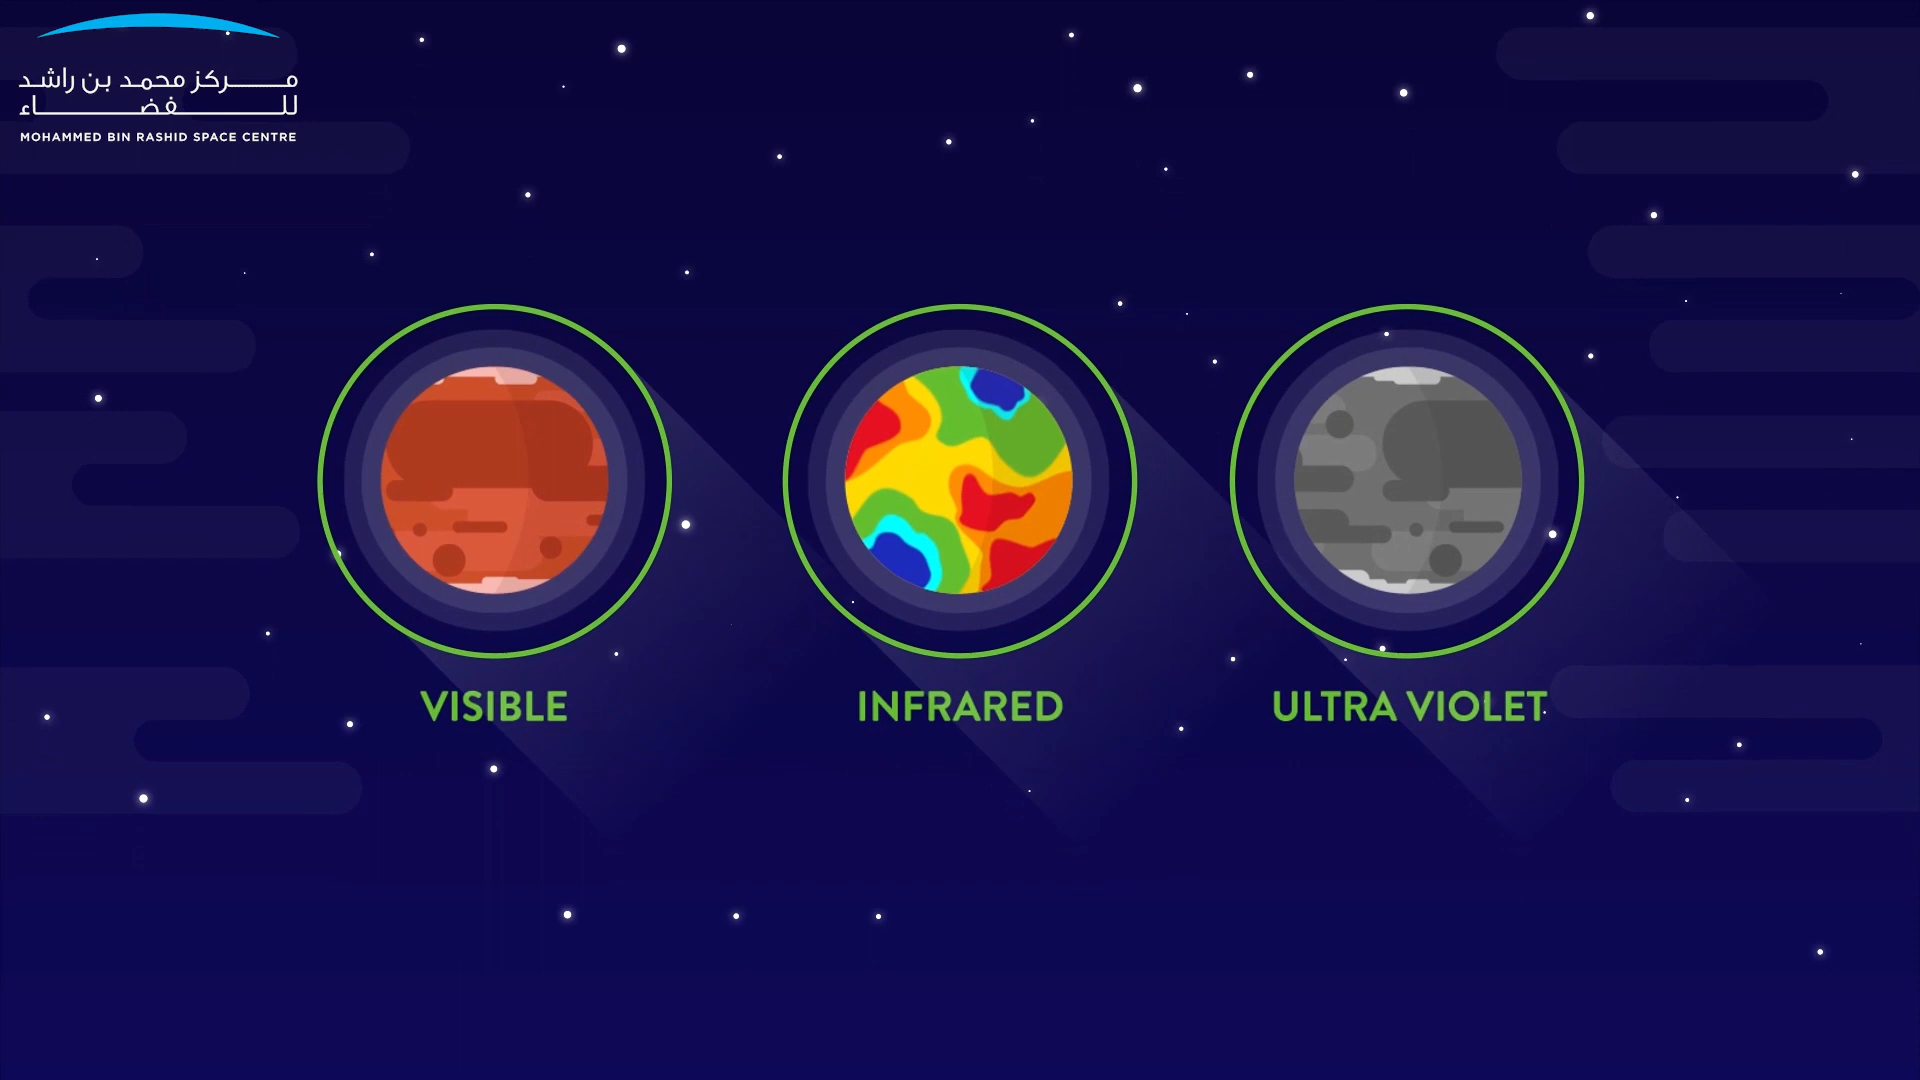 مركز محمد بن راشد
للفضاء
MOHAMMED BIN RASHID SPACE CENTRE
VISIBLE
INFRARED
ULTRA VIOLET